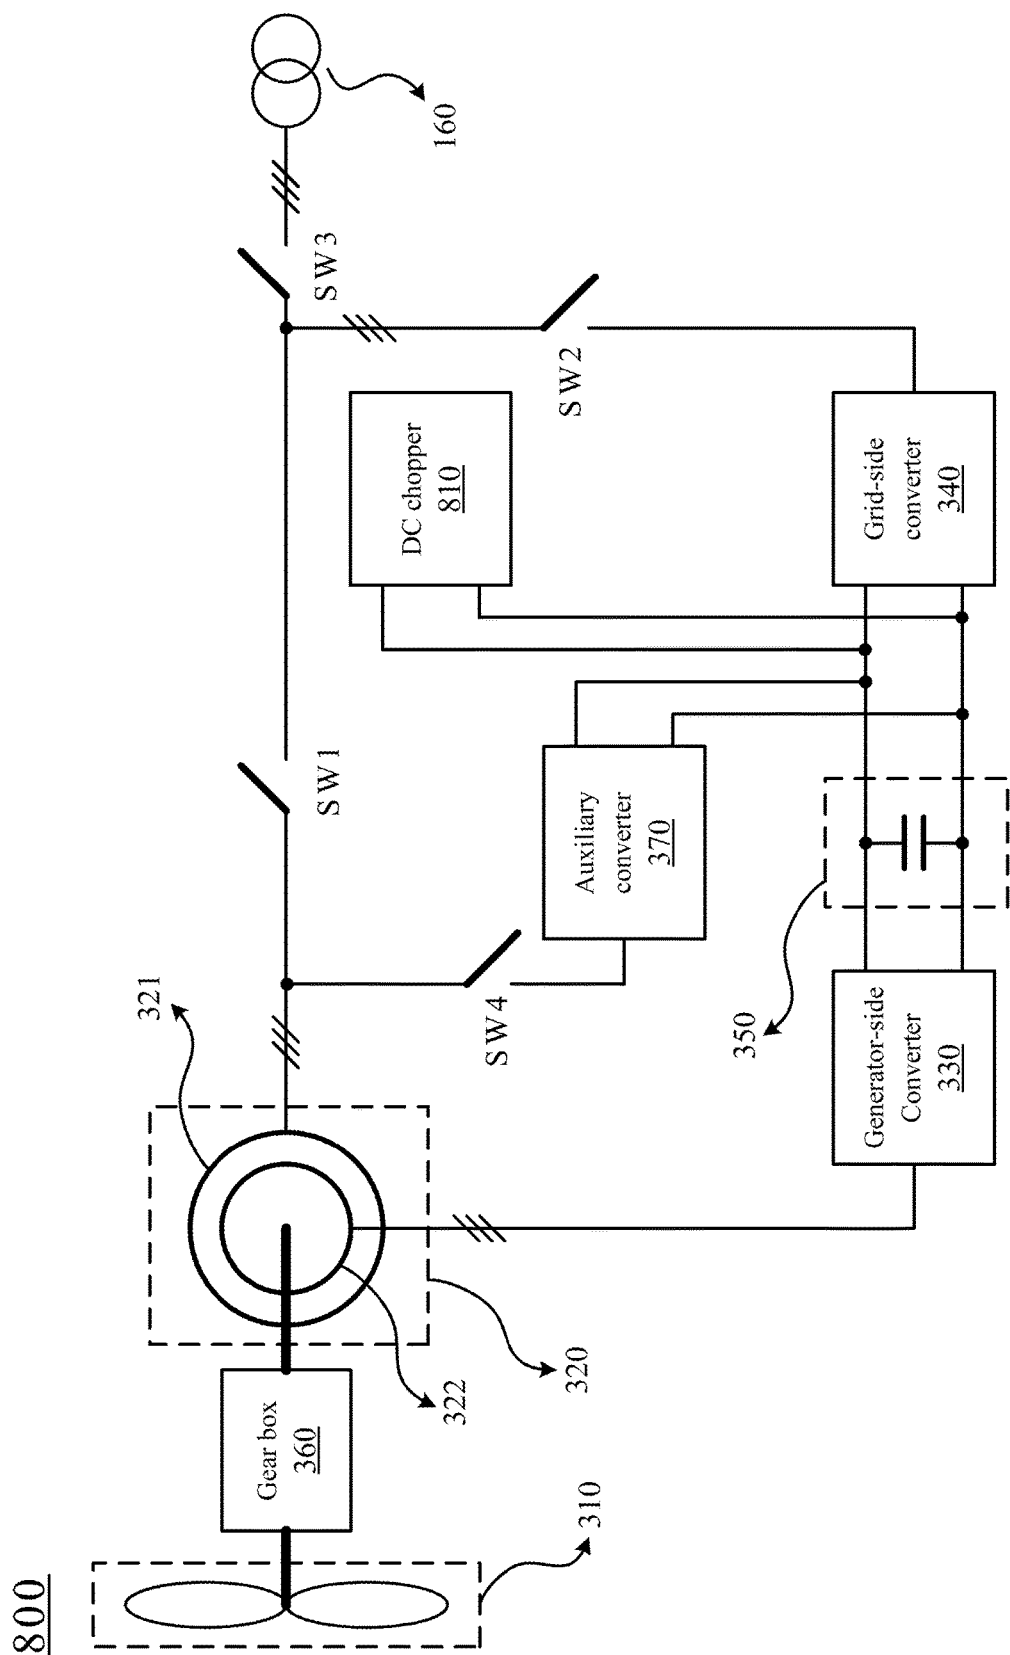 800
310
Gear box
360
322
320
321
SW4
SW1
Auxiliary
converter
370
350
Generator-side
Converter
330
DC chopper
810
SW2
SW3
Grid-side
converter
340
160